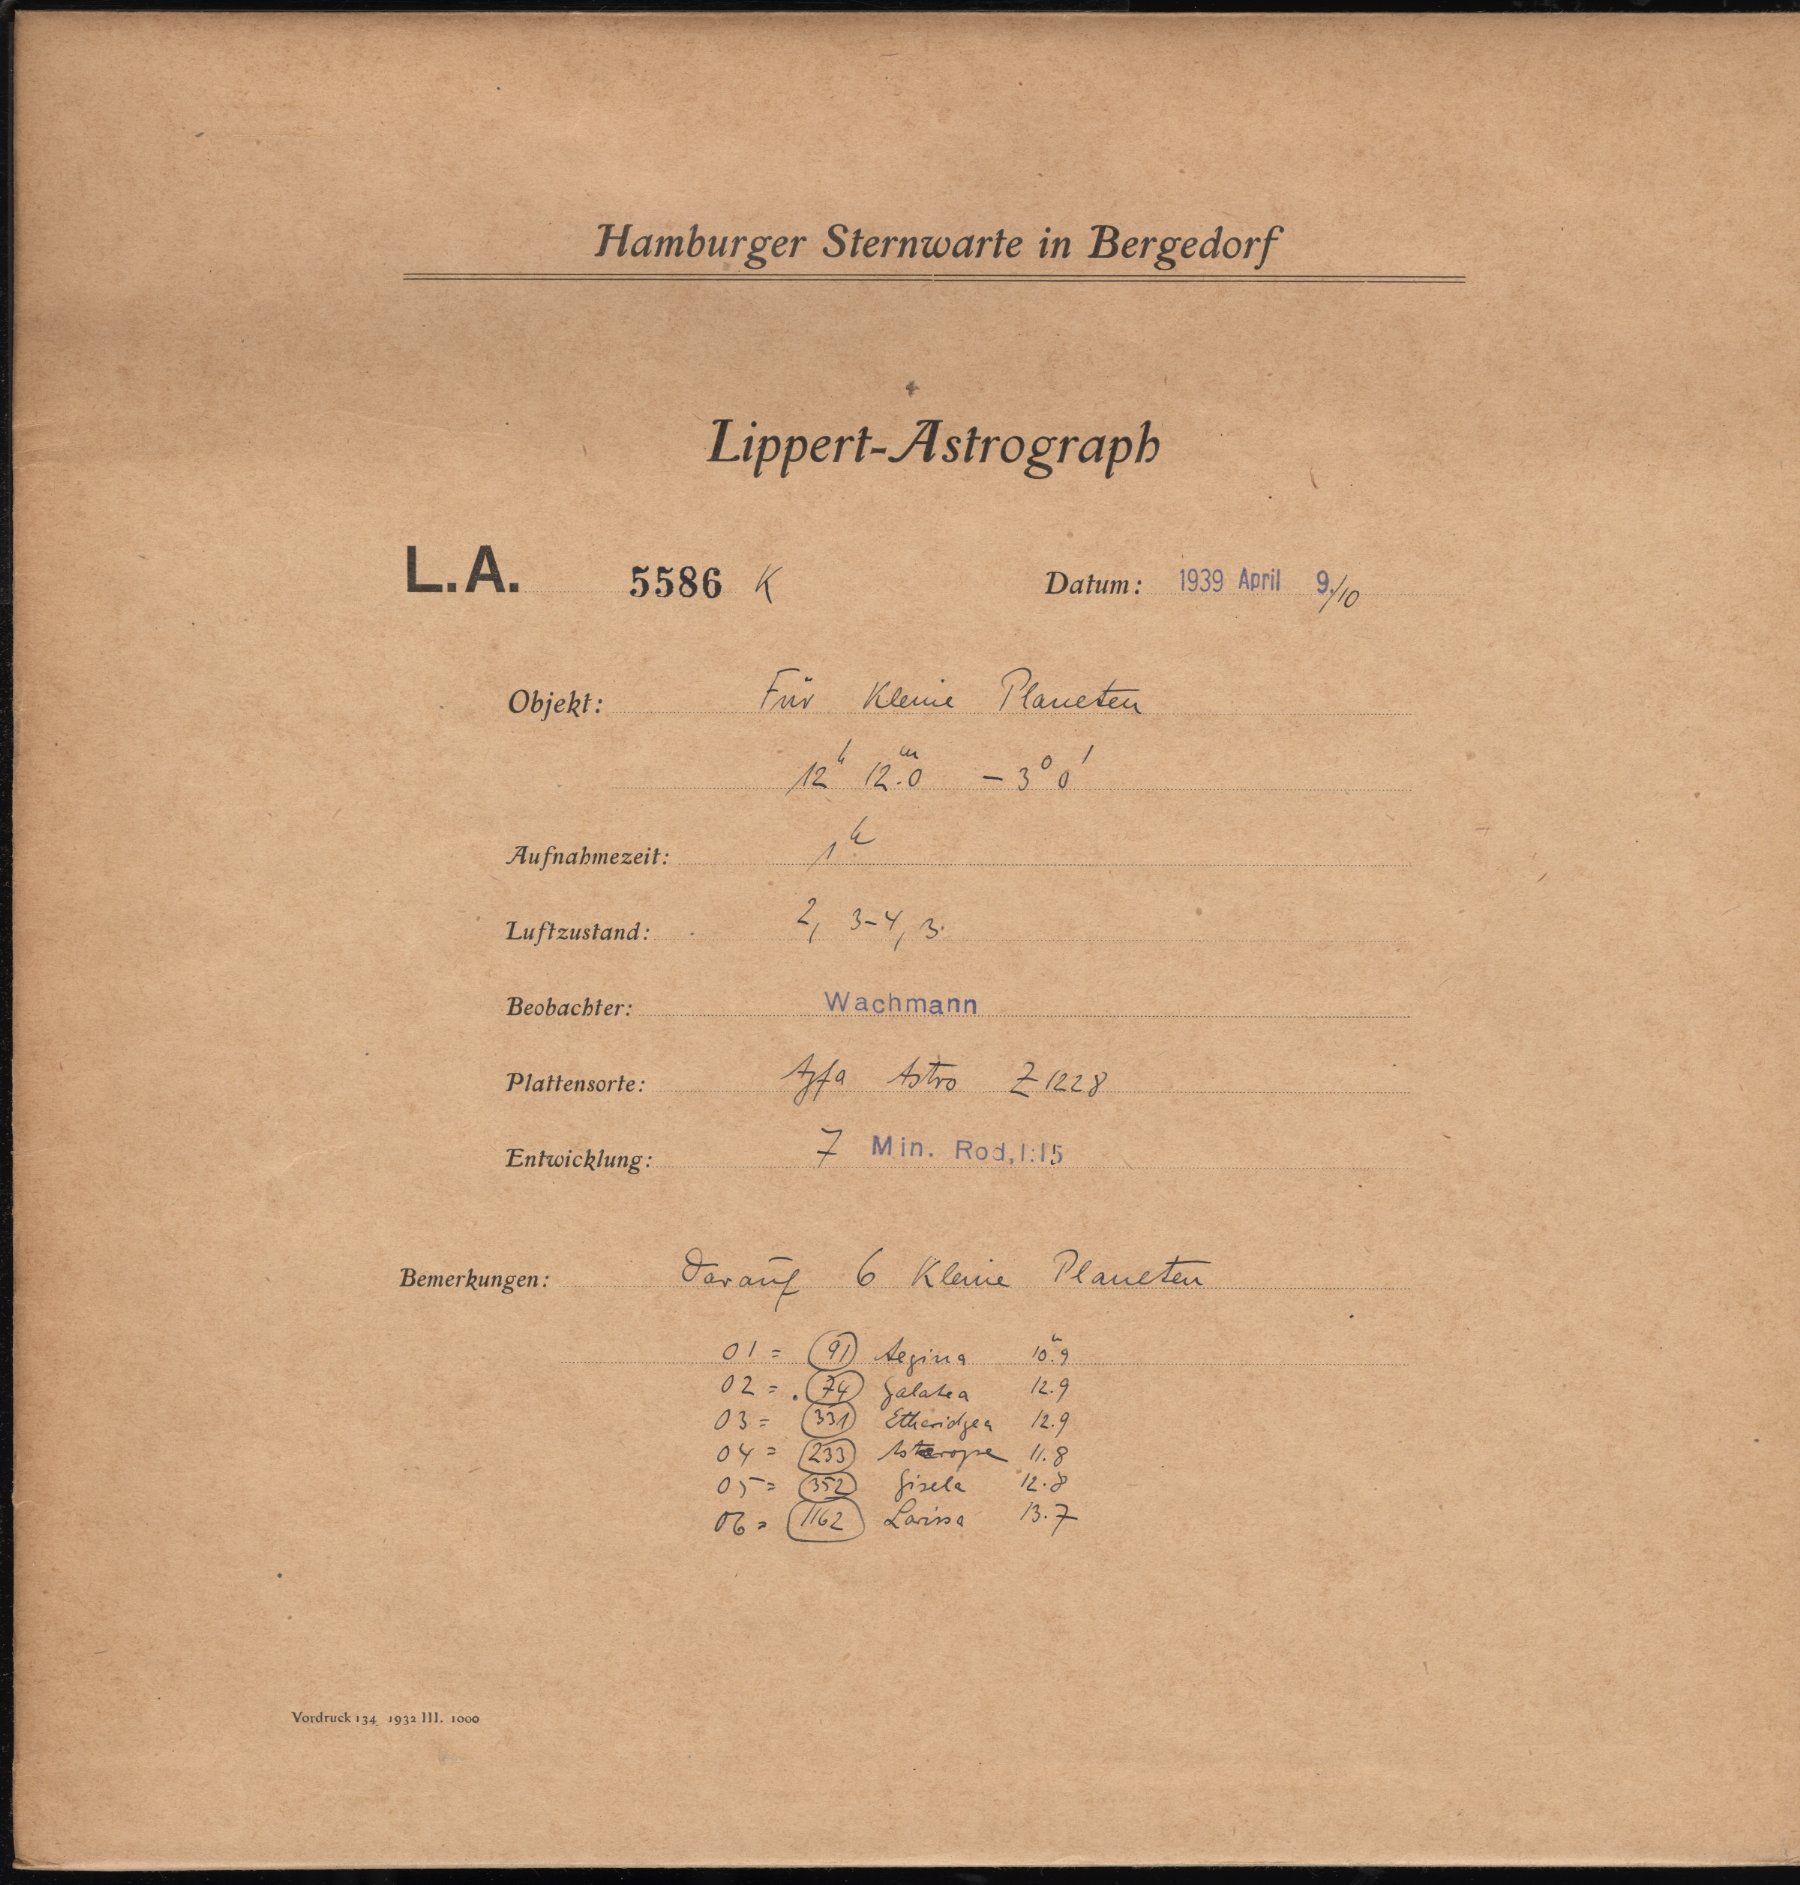 Hamburger Sternwarte in Bergedorf
Lippert-Astrograph
L.A. 5586 K Datum: 1939 April 9./10
Objekt: Für Kleine Planeten
12h 12.m0 - 3° 0'
Aufnahmezeit: 1h
Luftzustand: 2, 3-4, 3.
Beobachter: Wachmann
Plattensorte: Agfa Astro Z 1228
Entwicklung: 7 Min. Rod, 1:15
Bemerkungen: Darauf 6 Kleine Planeten
01 = (91) Aegina 10.m9
02 = (74) Galatea 12.9
03 = (331) Etheridgea 12.9
04 = (233) Asterope 11.8
05 = (352) Gisela 12.8
06 = (1162) Larissa 13.7
Vordruck 134 1932 III. 1000